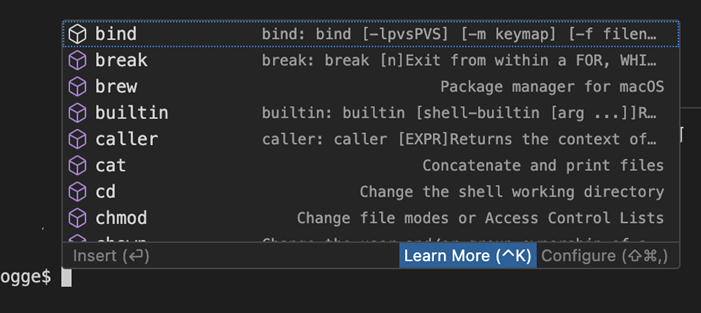 bind bind: bind [-lpvsPVS] [-m keymap] [-f filen…
break break: break [n]Exit from within a FOR, WHI…
brew Package manager for macOS
builtin builtin: builtin [shell-builtin [arg ...]]R…
caller caller: caller [EXPR]Returns the context of…
cat Concatenate and print files
cd Change the shell working directory
chmod Change file modes or Access Control Lists
Insert (⏎) Learn More (^K) Configure (⇧⌘,)
ogge$